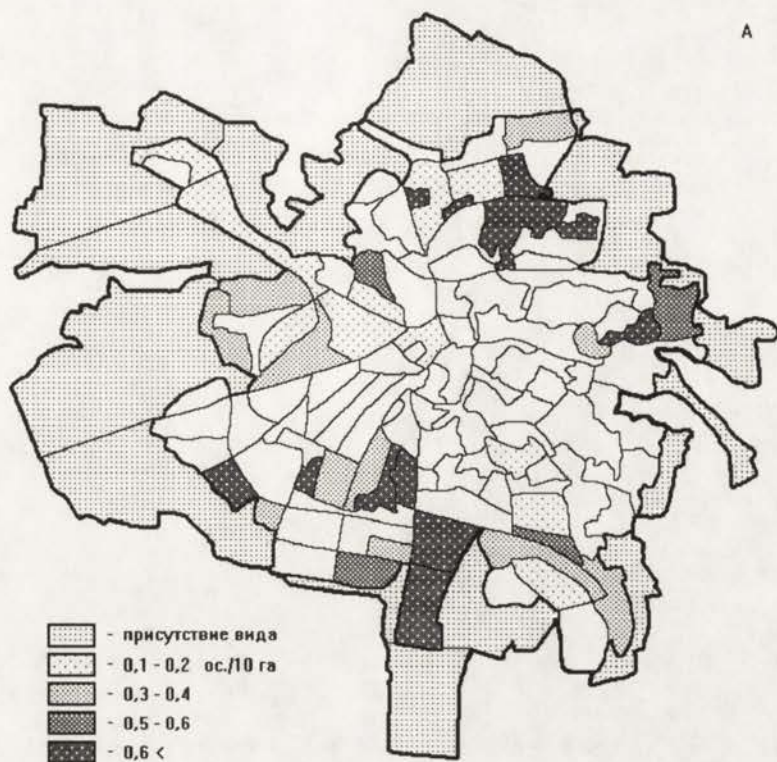 A
- присутствие вида
- 0,1 - 0,2 ос./10 га
- 0,3 - 0,4
- 0,5 - 0,6
- 0,6 <